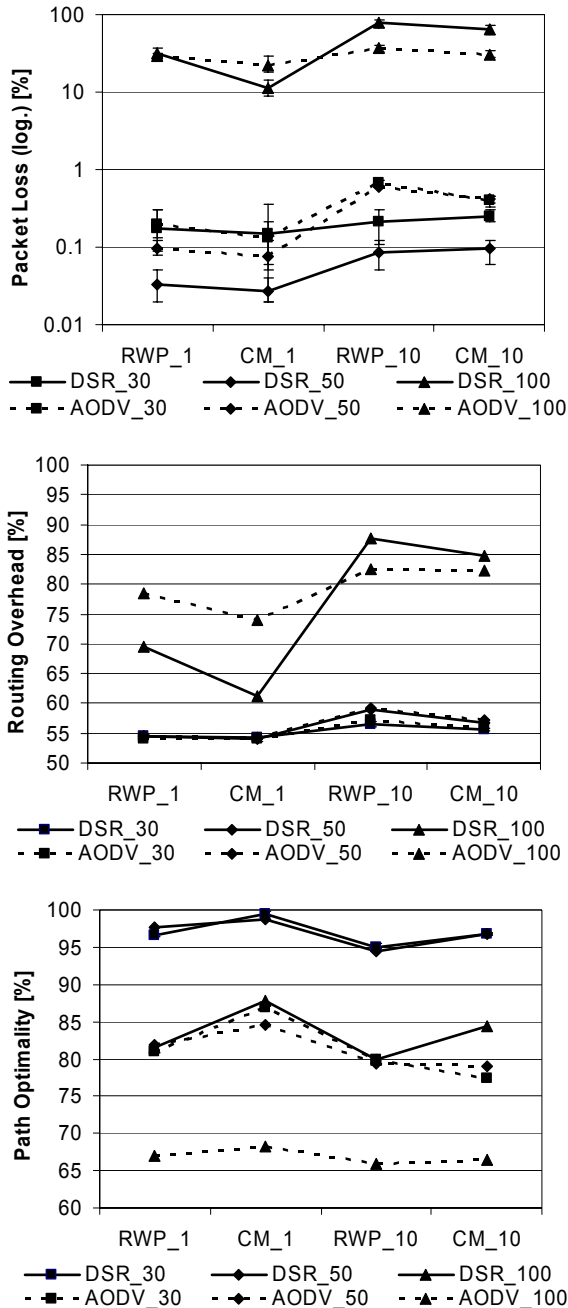 Packet Loss (log.) [%]
100
10
1
0.1
0.01
RWP_1 CM_1 RWP_10 CM_10
DSR_30 DSR_50 DSR_100
AODV_30 AODV_50 AODV_100
Routing Overhead [%]
100
95
90
85
80
75
70
65
60
55
50
RWP_1 CM_1 RWP_10 CM_10
DSR_30 DSR_50 DSR_100
AODV_30 AODV_50 AODV_100
Path Optimality [%]
100
95
90
85
80
75
70
65
60
RWP_1 CM_1 RWP_10 CM_10
DSR_30 DSR_50 DSR_100
AODV_30 AODV_50 AODV_100